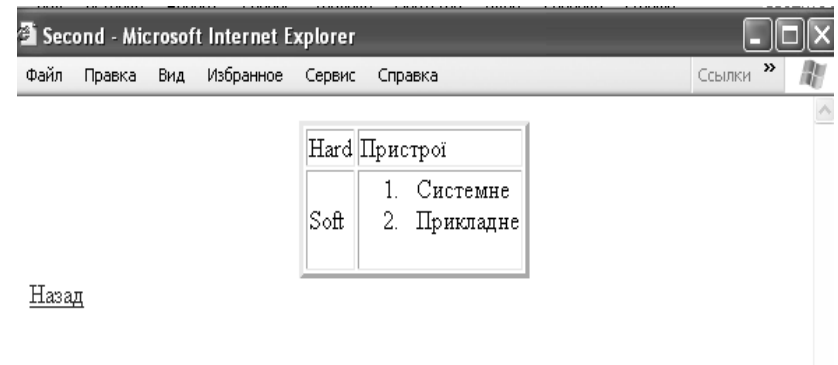 Second - Microsoft Internet Explorer
Файл Правка Вид Избранное Сервис Справка Ссылки »
Hard Пристрої
1. Системне
Soft 2. Прикладне
Назад